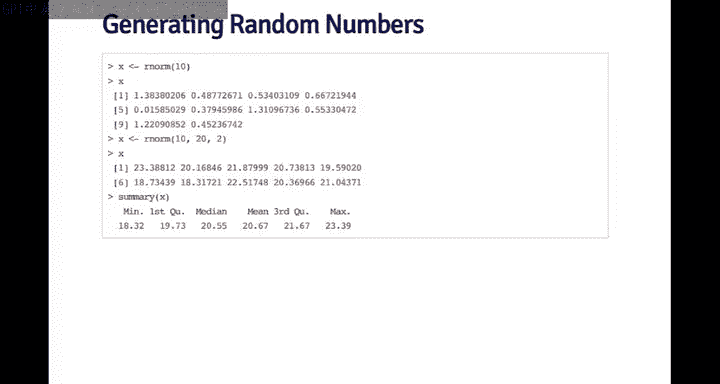 Generating Random Numbers
> x <- rnorm(10)
> x
[1] 1.38380206 0.48772671 0.53403109 0.66721944
[5] 0.01585029 0.37945986 1.31096736 0.55330472
[9] 1.22090852 0.45236742
> x <- rnorm(10, 20, 2)
> x
[1] 23.38812 20.16846 21.87999 20.73813 19.59020
[6] 18.73439 18.31721 22.51748 20.36966 21.04371
> summary(x)
Min. 1st Qu. Median Mean 3rd Qu. Max.
18.32 19.73 20.55 20.67 21.67 23.39